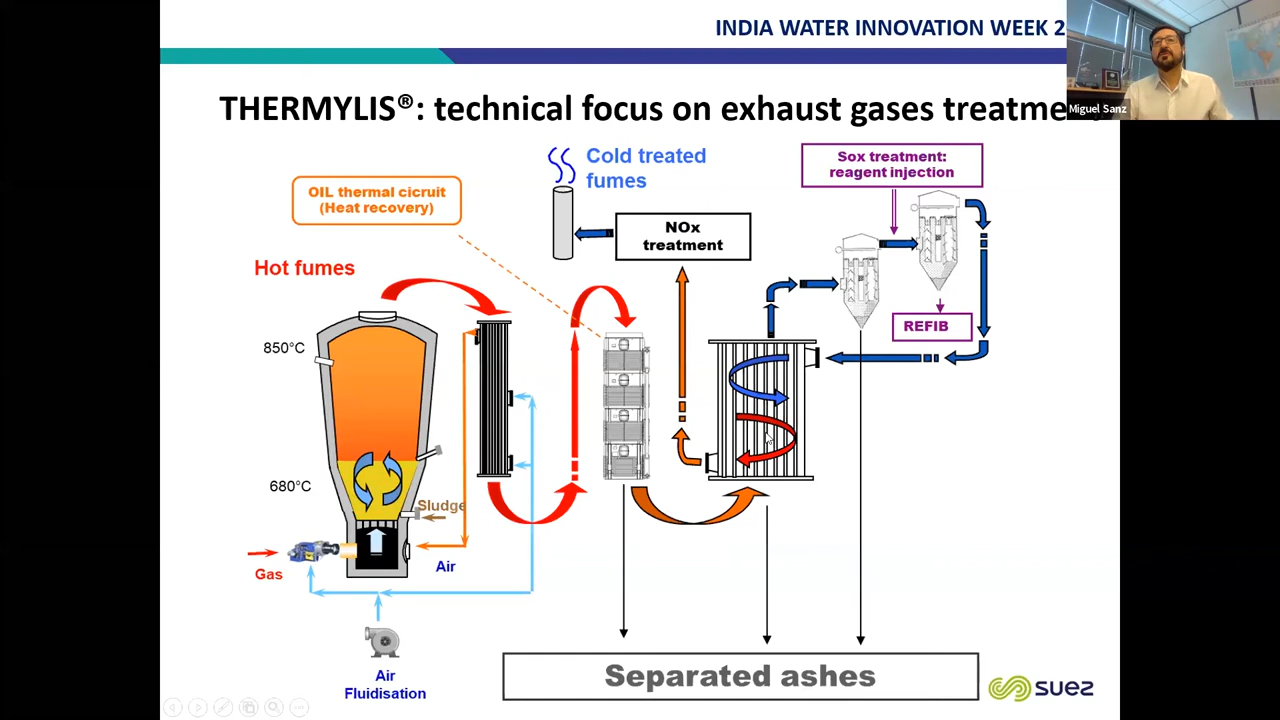 INDIA WATER INNOVATION WEEK 2
Miguel Sanz
THERMYLIS®: technical focus on exhaust gases treatme
Cold treated
fumes
Sox treatment:
reagent injection
OIL thermal cicruit
(Heat recovery)
NOx
treatment
Hot fumes
REFIB
850°C
680°C
Sludge
Gas
Air
Air
Fluidisation
Separated ashes
suez